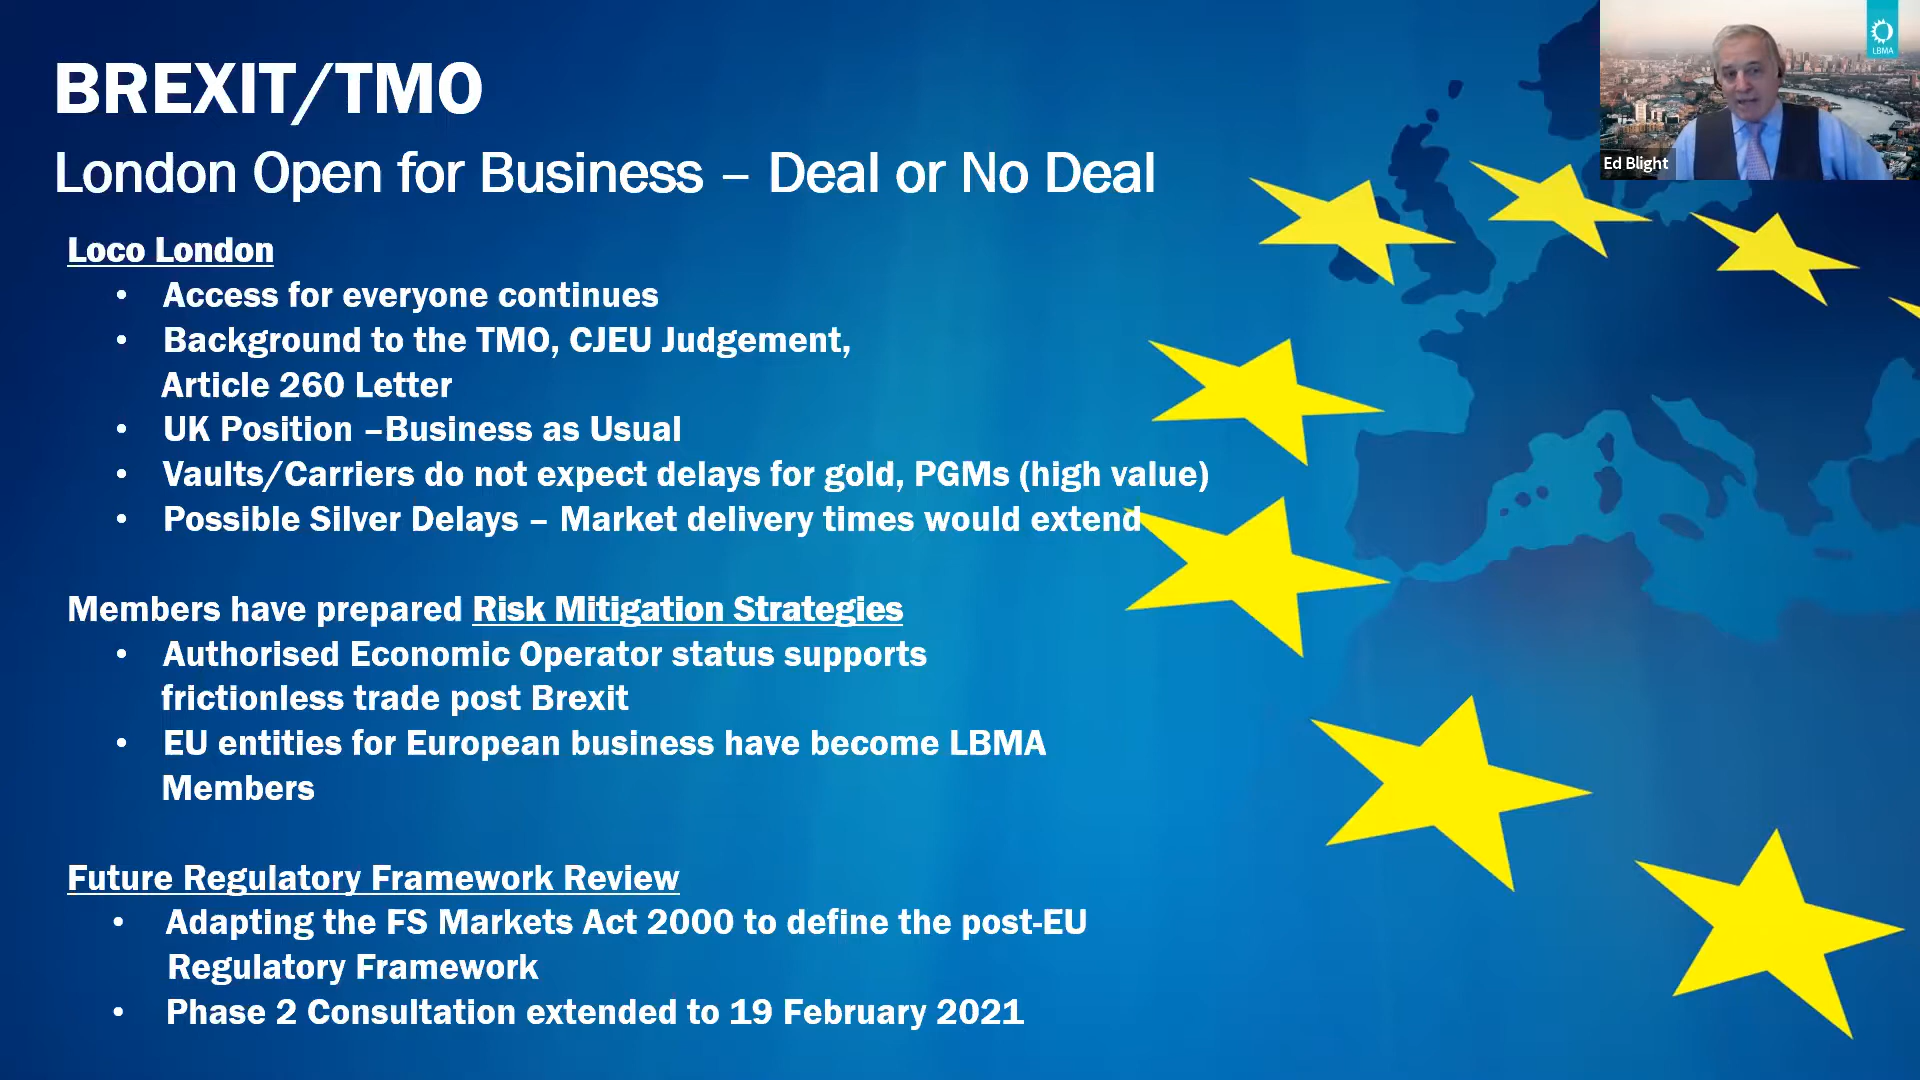 BREXIT/TMO
London Open for Business – Deal or No Deal
LBMA
Ed Blight
Loco London
• Access for everyone continues
• Background to the TMO, CJEU Judgement,
Article 260 Letter
• UK Position –Business as Usual
• Vaults/Carriers do not expect delays for gold, PGMs (high value)
• Possible Silver Delays – Market delivery times would extend
Members have prepared Risk Mitigation Strategies
• Authorised Economic Operator status supports
frictionless trade post Brexit
• EU entities for European business have become LBMA
Members
Future Regulatory Framework Review
• Adapting the FS Markets Act 2000 to define the post-EU
Regulatory Framework
• Phase 2 Consultation extended to 19 February 2021